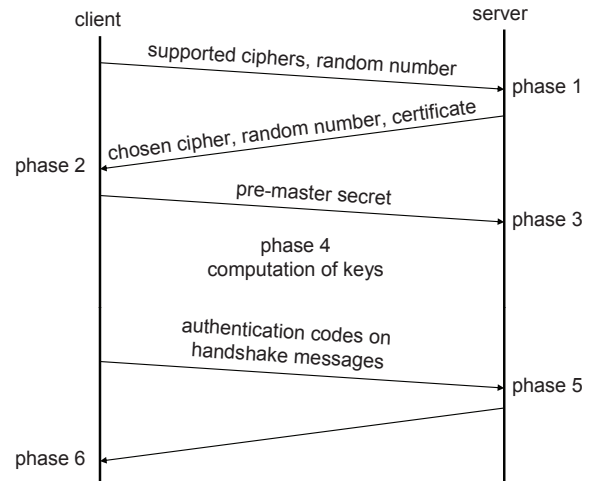 client
server
supported ciphers, random number
phase 1
chosen cipher, random number, certificate
phase 2
pre-master secret
phase 3
phase 4
computation of keys
authentication codes on
handshake messages
phase 5
phase 6